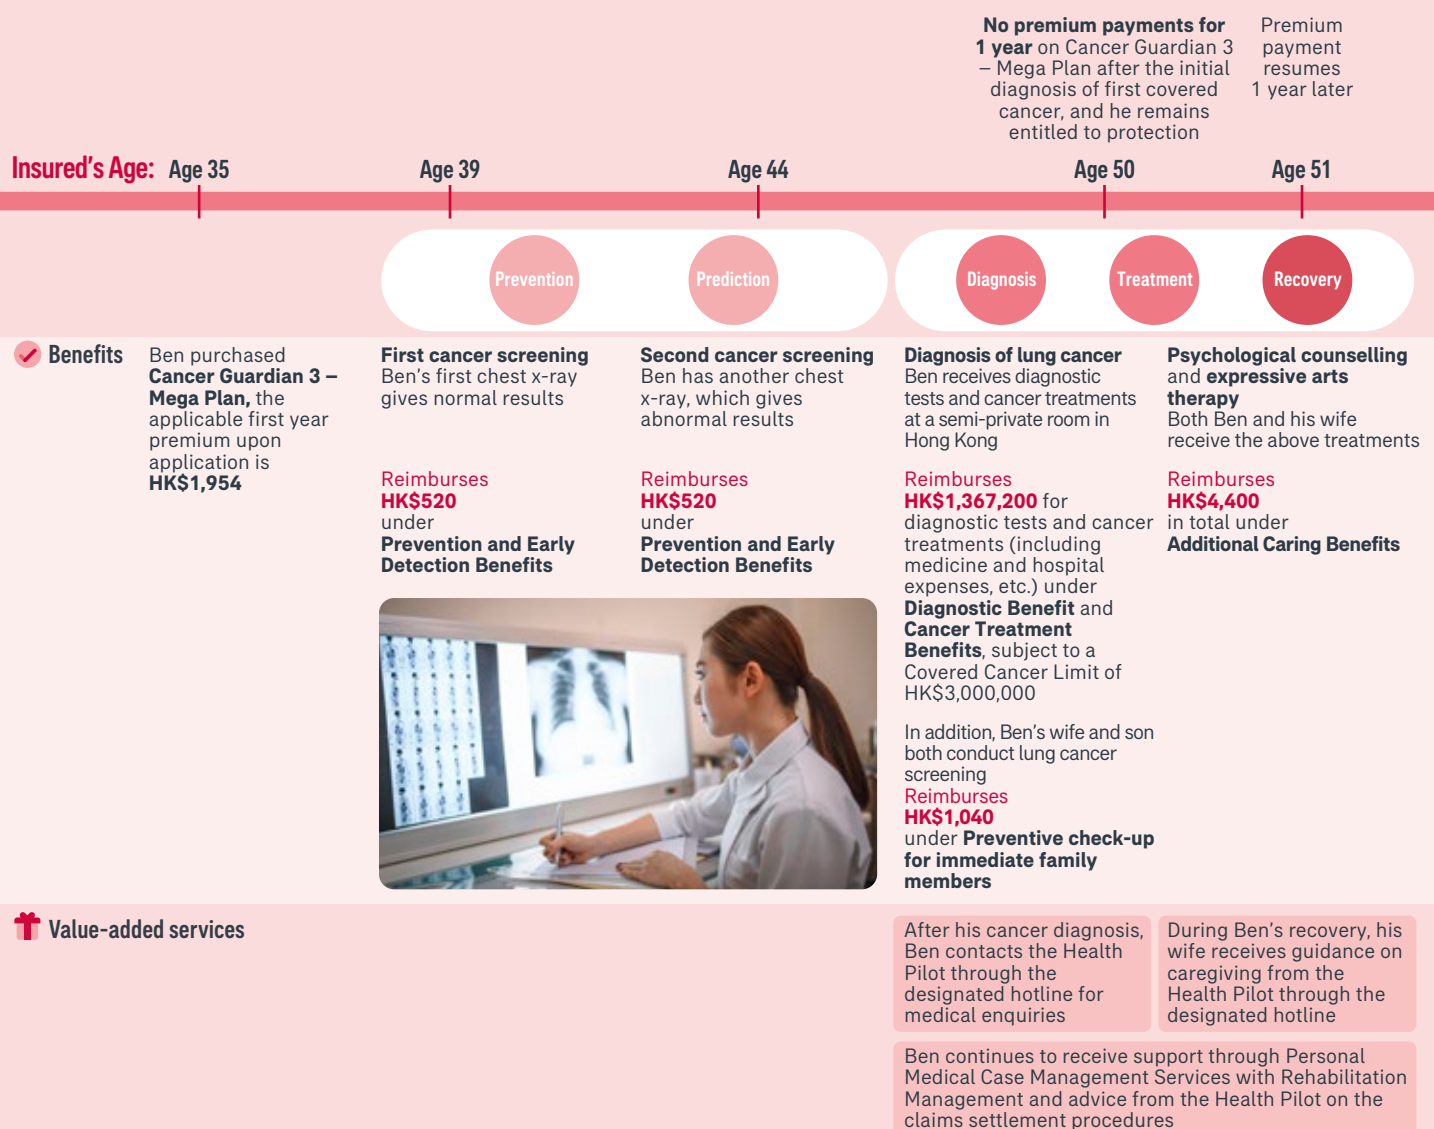 No premium payments for
1 year on Cancer Guardian 3
– Mega Plan after the initial
diagnosis of first covered
cancer, and he remains
entitled to protection
Premium
payment
resumes
1 year later
Insured's Age:
Age 35
Age 39
Age 44
Age 50
Age 51
Prevention
Prediction
Diagnosis
Treatment
Recovery
Benefits
Ben purchased
Cancer Guardian 3 –
Mega Plan, the
applicable first year
premium upon
application is
HK$1,954
First cancer screening
Ben's first chest x-ray
gives normal results
Reimburses
HK$520
under
Prevention and Early
Detection Benefits
Second cancer screening
Ben has another chest
x-ray, which gives
abnormal results
Reimburses
HK$520
under
Prevention and Early
Detection Benefits
Diagnosis of lung cancer
Ben receives diagnostic
tests and cancer treatments
at a semi-private room in
Hong Kong
Reimburses
HK$1,367,200 for
diagnostic tests and cancer
treatments (including
medicine and hospital
expenses, etc.) under
Diagnostic Benefit and
Cancer Treatment
Benefits, subject to a
Covered Cancer Limit of
HK$3,000,000
In addition, Ben's wife and son
both conduct lung cancer
screening
Reimburses
HK$1,040
under Preventive check-up
for immediate family
members
Psychological counselling
and expressive arts
therapy
Both Ben and his wife
receive the above treatments
Reimburses
HK$4,400
in total under
Additional Caring Benefits
Value-added services
After his cancer diagnosis,
Ben contacts the Health
Pilot through the
designated hotline for
medical enquiries
During Ben's recovery, his
wife receives guidance on
caregiving from the
Health Pilot through the
designated hotline
Ben continues to receive support through Personal
Medical Case Management Services with Rehabilitation
Management and advice from the Health Pilot on the
claims settlement procedures